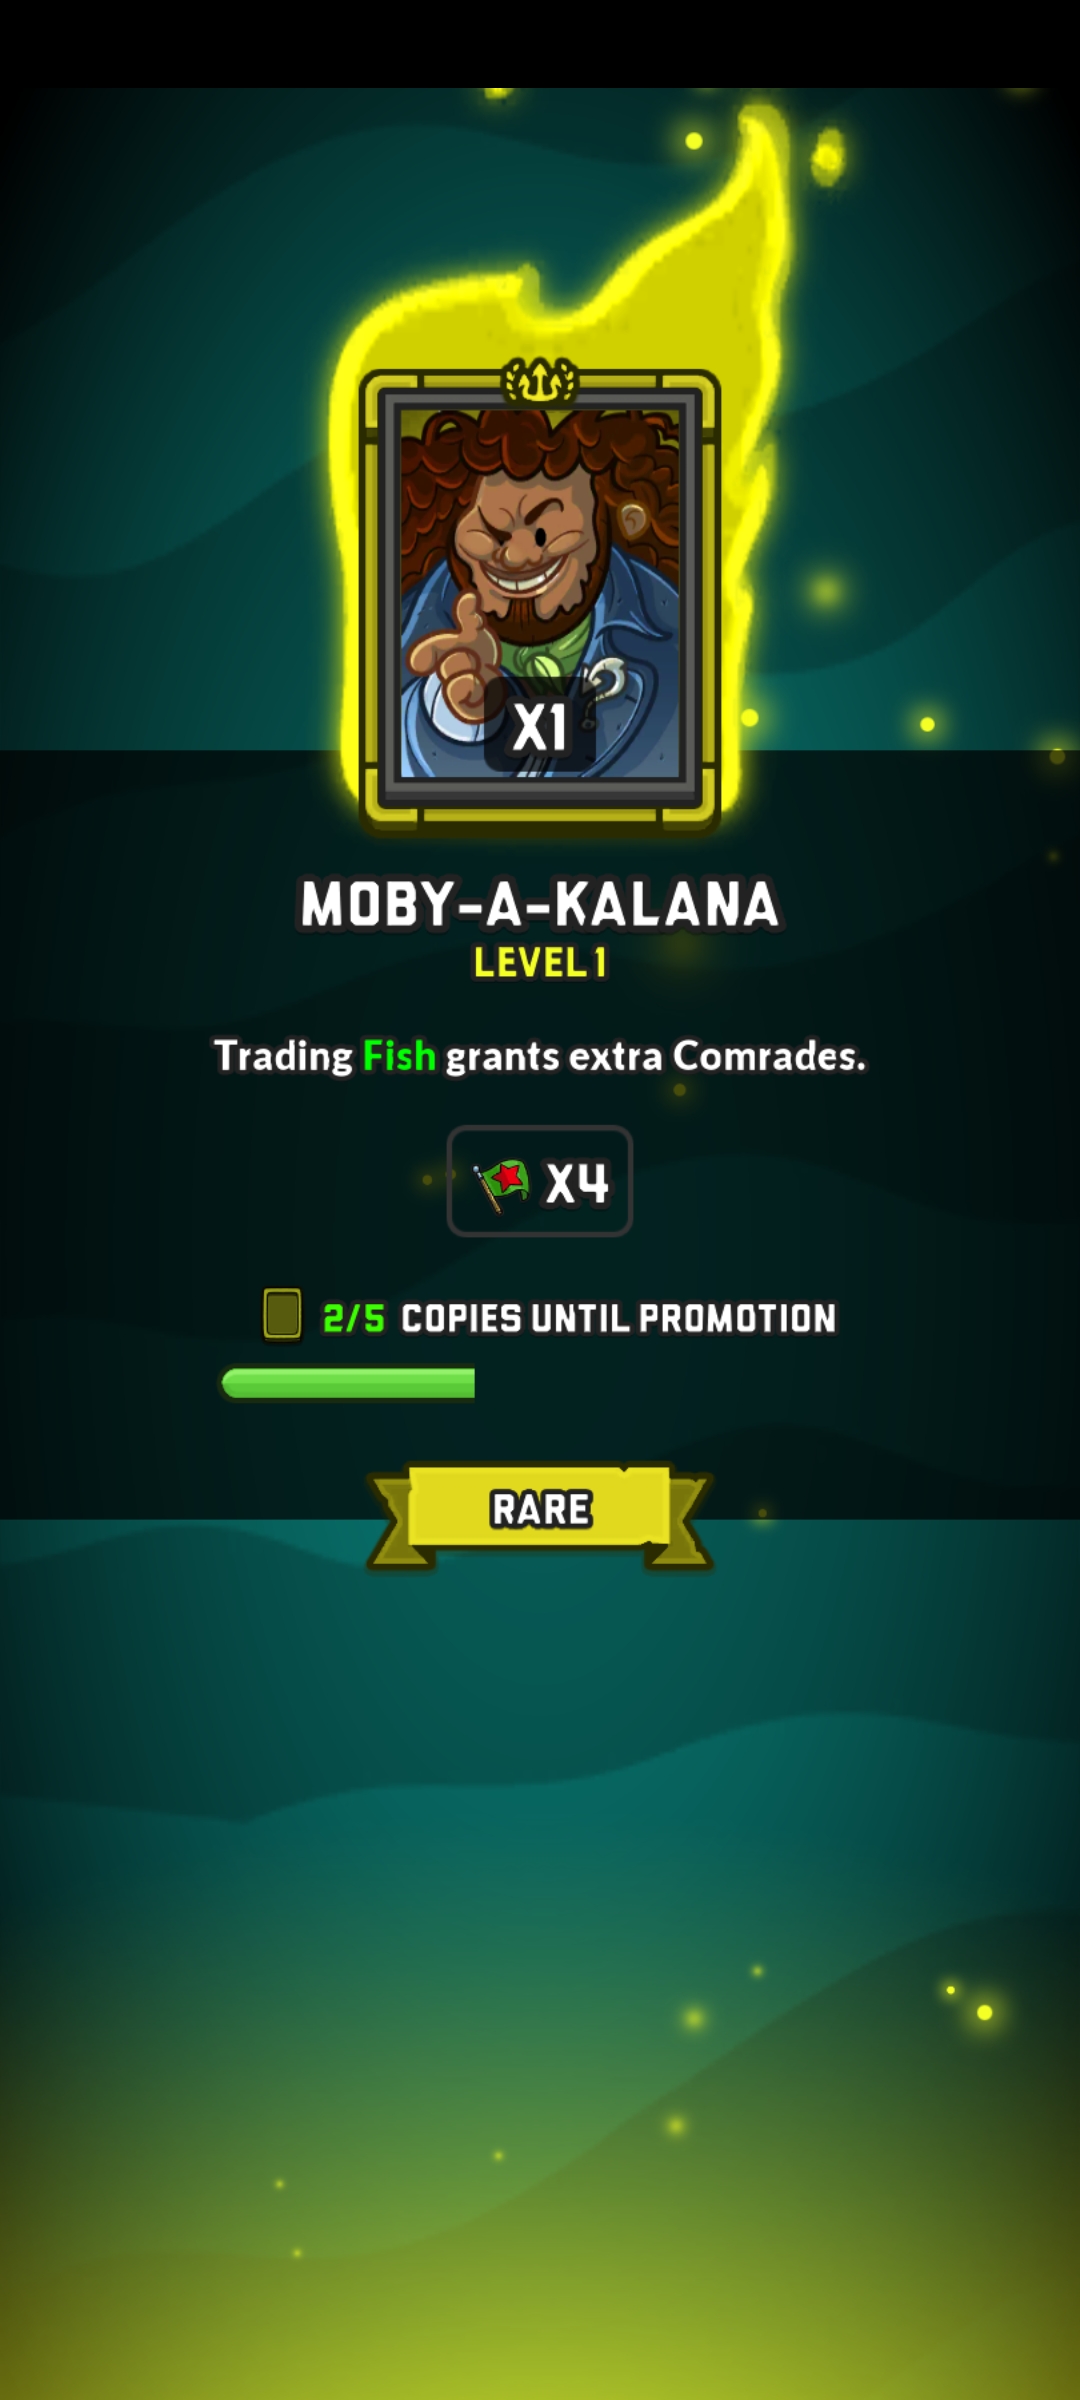 X1
MOBY-A-KALANA
LEVEL 1
Trading Fish grants extra Comrades.
X4
2/5 COPIES UNTIL PROMOTION
RARE